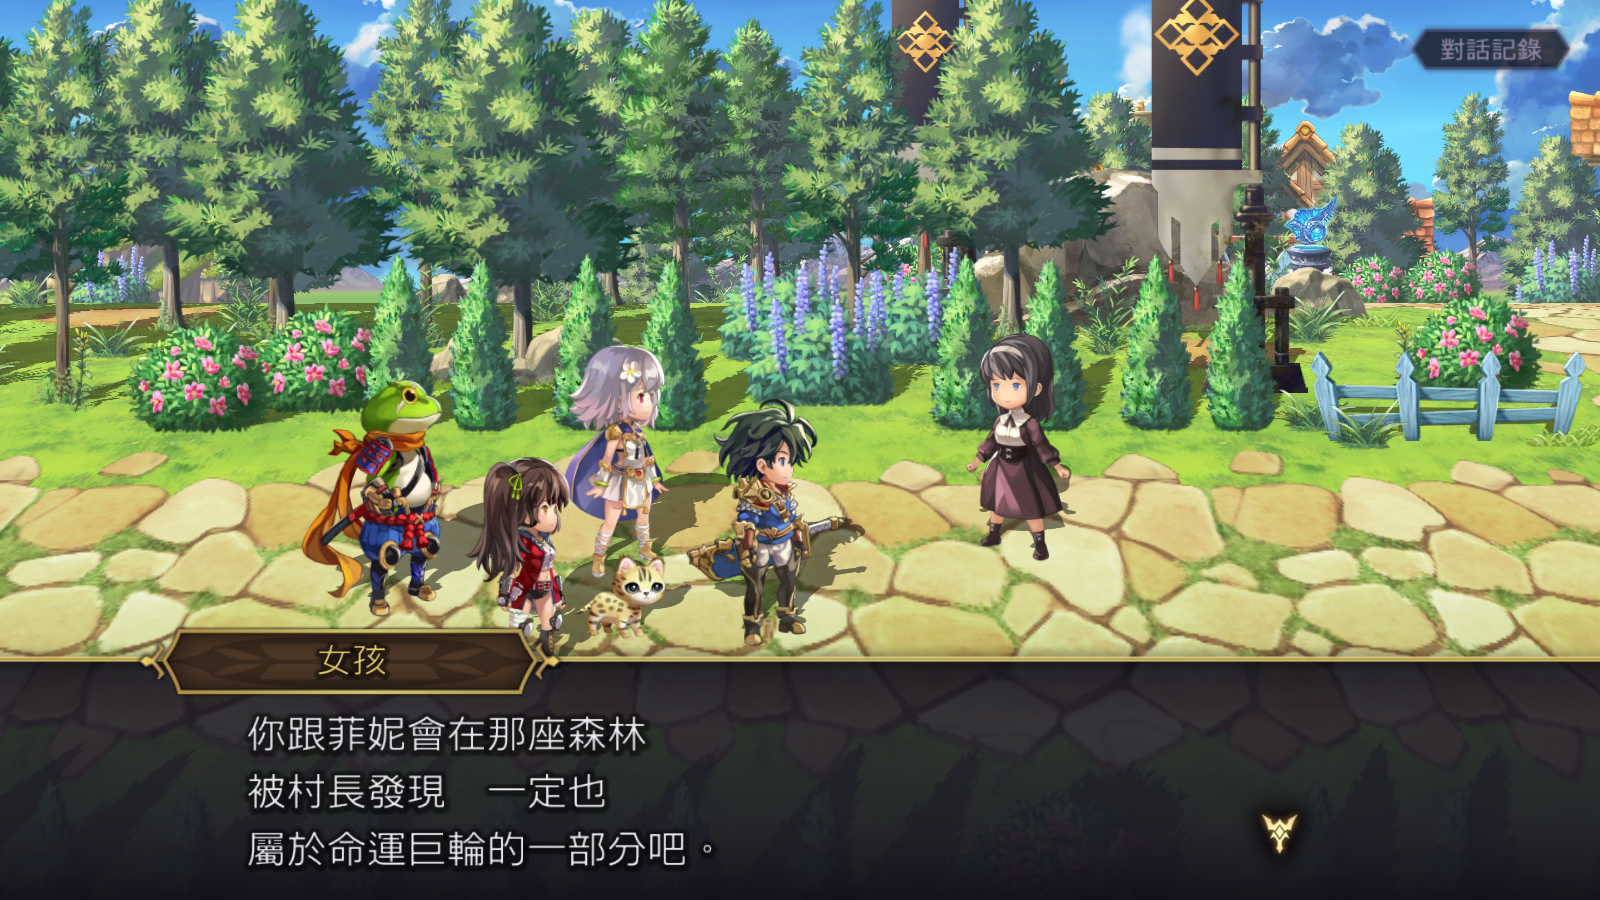 對話記錄
女孩
你跟菲妮會在那座森林
被村長發現　一定也
屬於命運巨輪的一部分吧。